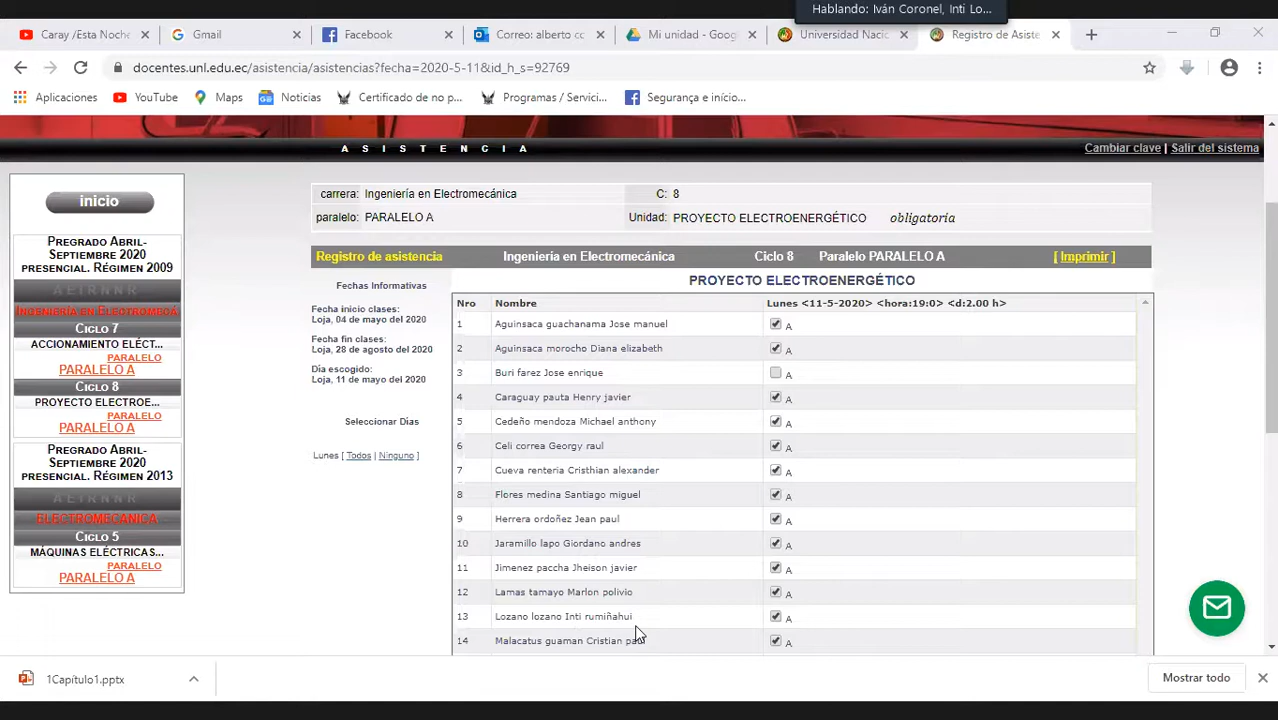 Hablando: Iván Coronel, Inti Lo...
Caray /Esta Noche
Gmail
Facebook
Correo: alberto cc
Mi unidad - Goog
Universidad Nacio
Registro de Asiste
docentes.unl.edu.ec/asistencia/asistencias?fecha=2020-5-11&id_h_s=92769
Aplicaciones YouTube Maps Noticias Certificado de no p... Programas / Servici... Segurança e início...
ASISTENCIA
Cambiar clave | Salir del sistema
inicio
PREGRADO ABRIL-
SEPTIEMBRE 2020
PRESENCIAL. RÉGIMEN 2009
AEIRNNR
CICLO 7
ACCIONAMIENTO ELÉCT...
PARALELO
PARALELO A
CICLO 8
PROYECTO ELECTROE...
PARALELO
PARALELO A
PREGRADO ABRIL-
SEPTIEMBRE 2020
PRESENCIAL. RÉGIMEN 2013
AEIRNNR
ELECTROMECANICA
CICLO 5
MÁQUINAS ELÉCTRICAS...
PARALELO
PARALELO A
carrera: Ingeniería en Electromecánica C: 8
paralelo: PARALELO A Unidad: PROYECTO ELECTROENERGÉTICO obligatoria
Registro de asistencia Ingeniería en Electromecánica Ciclo 8 Paralelo PARALELO A [ Imprimir ]
Fechas Informativas
Fecha inicio clases:
Loja, 04 de mayo del 2020
Fecha fin clases:
Loja, 28 de agosto del 2020
Dia escogido:
Loja, 11 de mayo del 2020
Seleccionar Días
Lunes [ Todos | Ninguno ]
PROYECTO ELECTROENERGÉTICO
Nro Nombre Lunes <11-5-2020> <hora:19:0> <d:2.00 h>
1 Aguinsaca guachanama Jose manuel A
2 Aguinsaca morocho Diana elizabeth A
3 Buri farez Jose enrique A
4 Caraguay pauta Henry javier A
5 Cedeño mendoza Michael anthony A
6 Celi correa Georgy raul A
7 Cueva renteria Cristhian alexander A
8 Flores medina Santiago miguel A
9 Herrera ordoñez Jean paul A
10 Jaramillo lapo Giordano andres A
11 Jimenez paccha Jheison javier A
12 Lamas tamayo Marlon polivio A
13 Lozano lozano Inti rumiñahui A
14 Malacatus guaman Cristian A
1Capítulo1.pptx
Mostrar todo